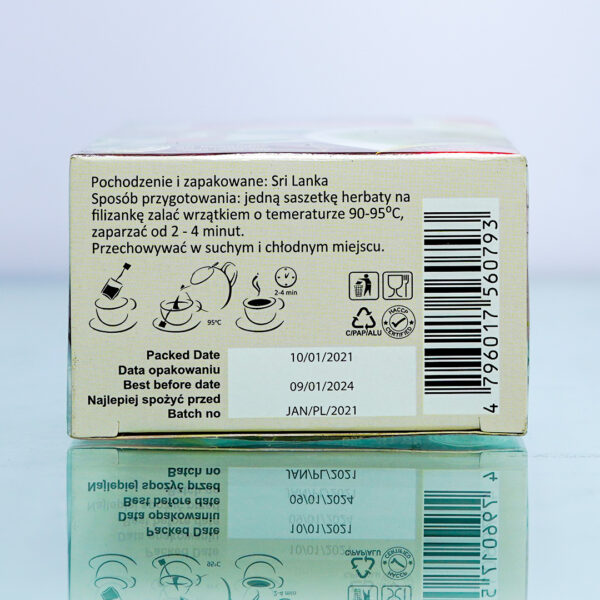 Pochodzenie i zapakowane: Sri Lanka
Sposób przygotowania: jedną saszetkę herbaty na
filizankę zalać wrzątkiem o temeraturze 90-95⁰C,
zaparzać od 2 - 4 minut.
Przechowywać w suchym i chłodnym miejscu.
2-4 min
95°C
C/PAP/ALU
HACCP
CERTIFIED
Packed Date 10/01/2021
Data opakowaniu
Best before date 09/01/2024
Najlepiej spożyć przed
Batch no JAN/PL/2021
4 796017 560793